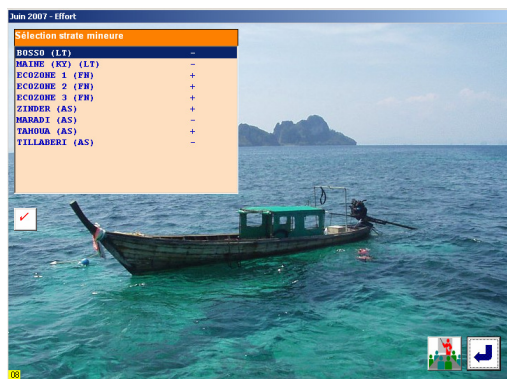 Juin 2007 - Effort
Sélection strate mineure
BOSSO (LT) -
MAINE (KY) (LT) -
ECOZONE 1 (FN) +
ECOZONE 2 (FN) +
ECOZONE 3 (FN) +
ZINDER (AS) +
MARADI (AS) -
TAHOUA (AS) +
TILLABERI (AS) -
08